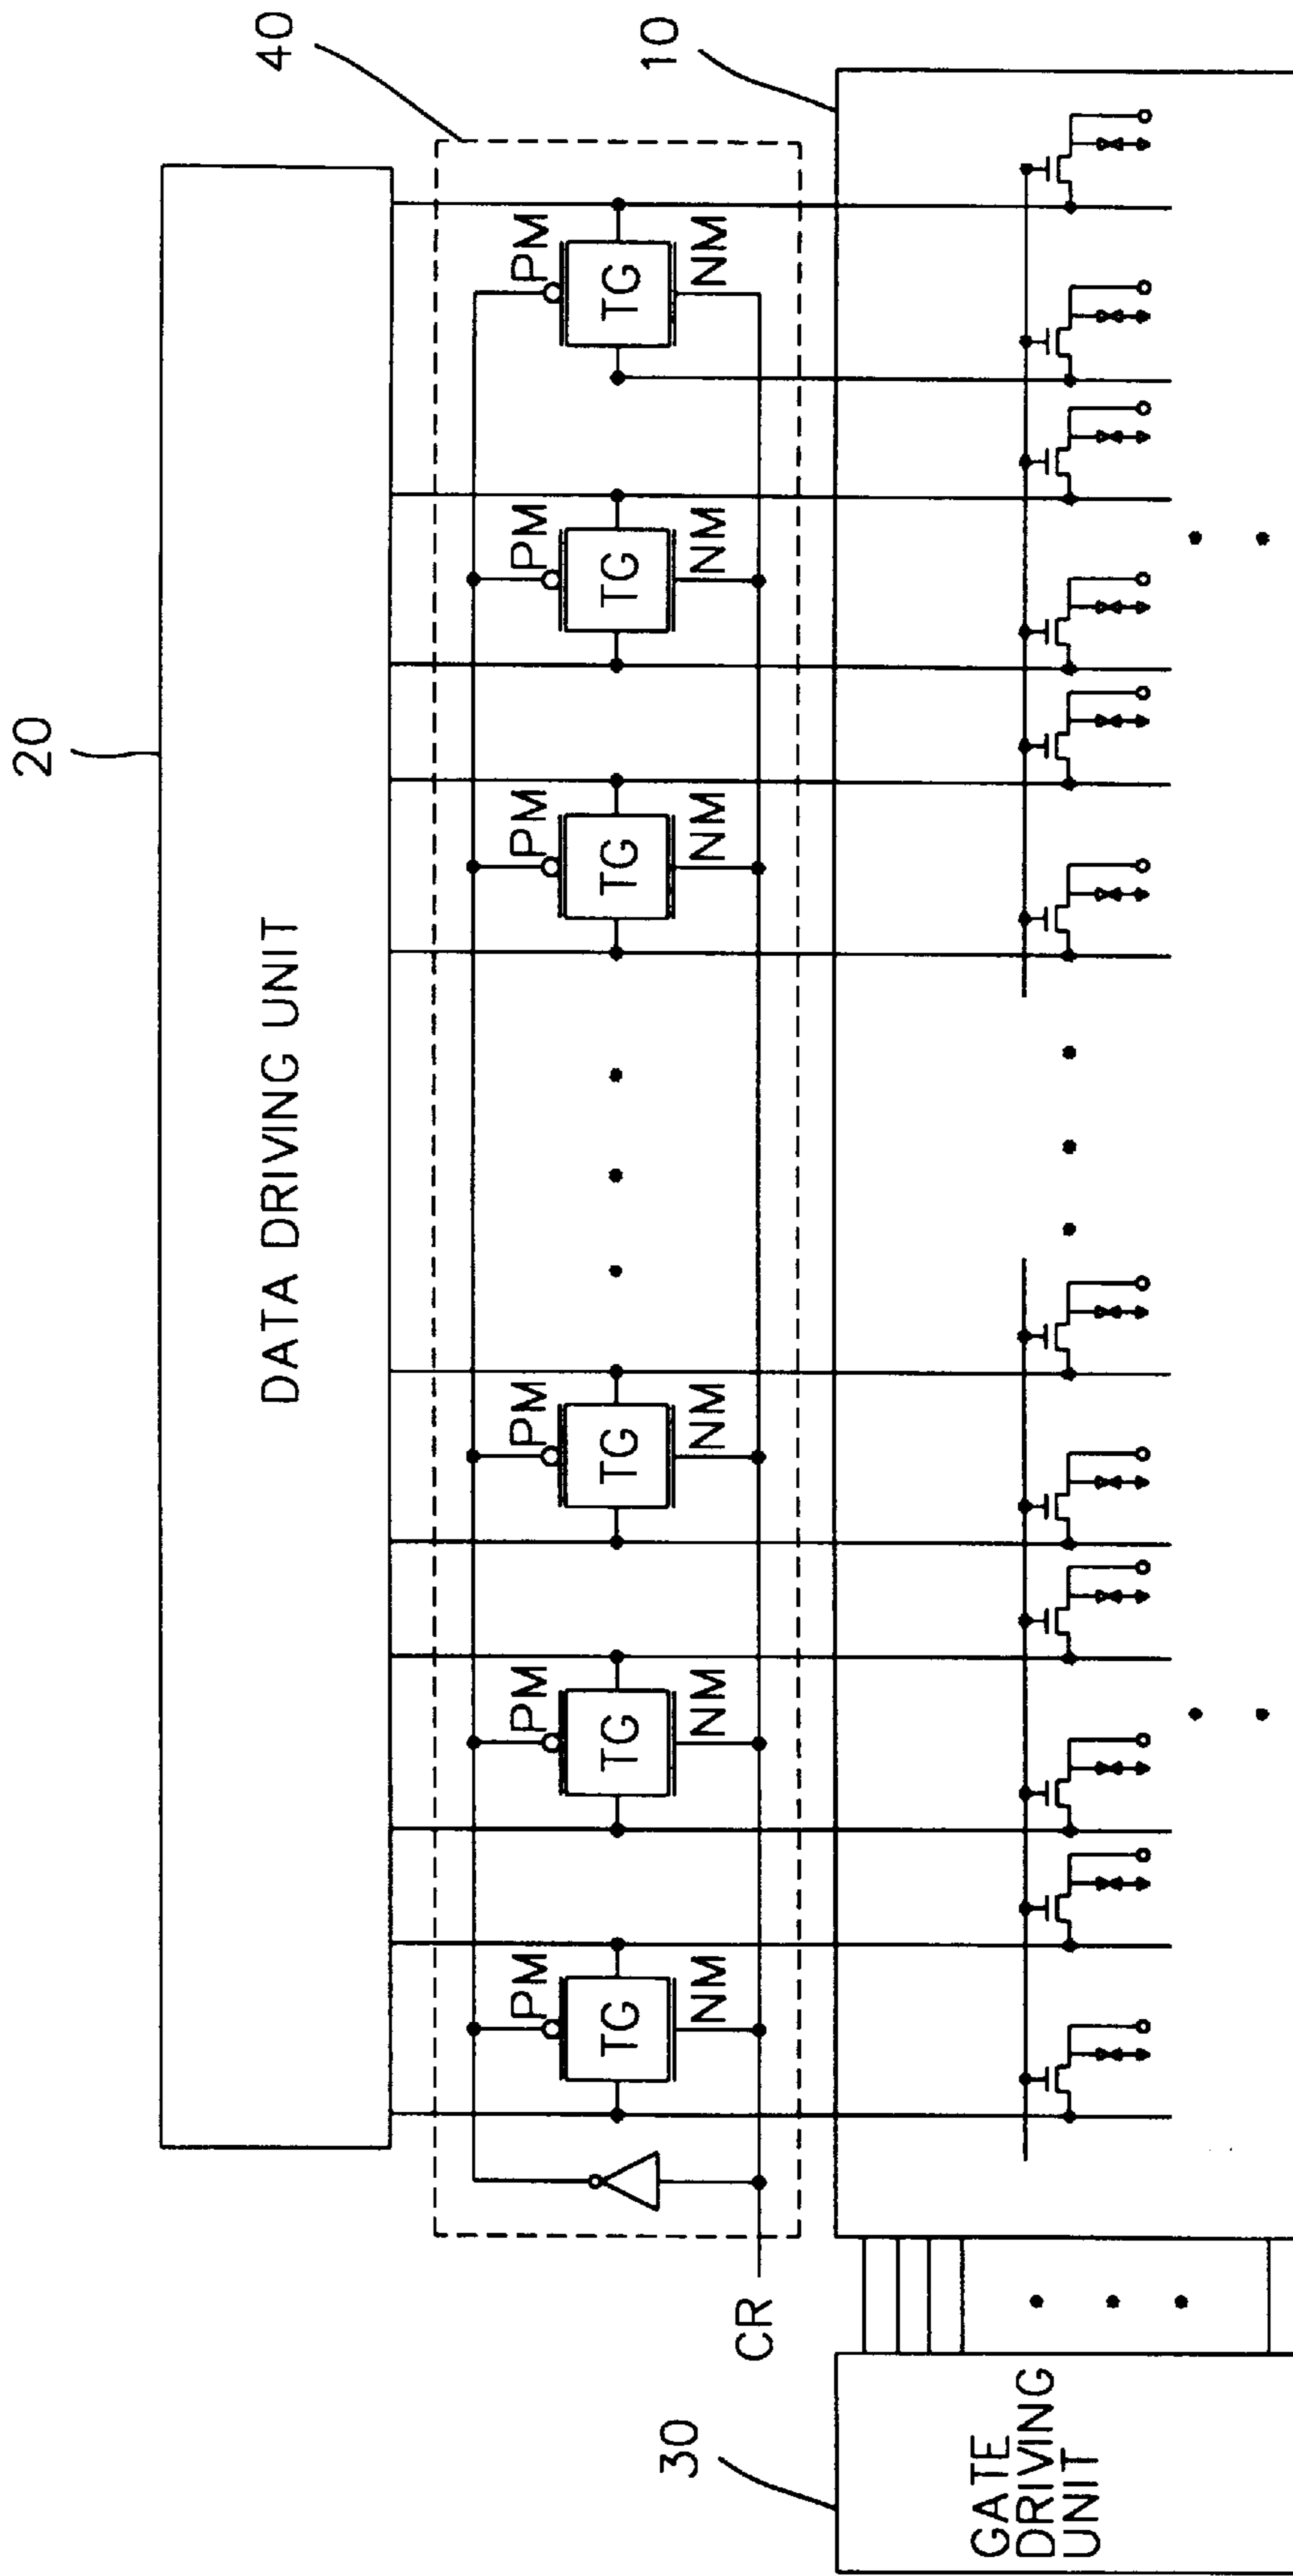 20
DATA DRIVING UNIT
40
PM PM PM PM PM PM
TG TG TG TG TG TG
NM NM NM NM NM NM
CR
10
30
GATE
DRIVING
UNIT